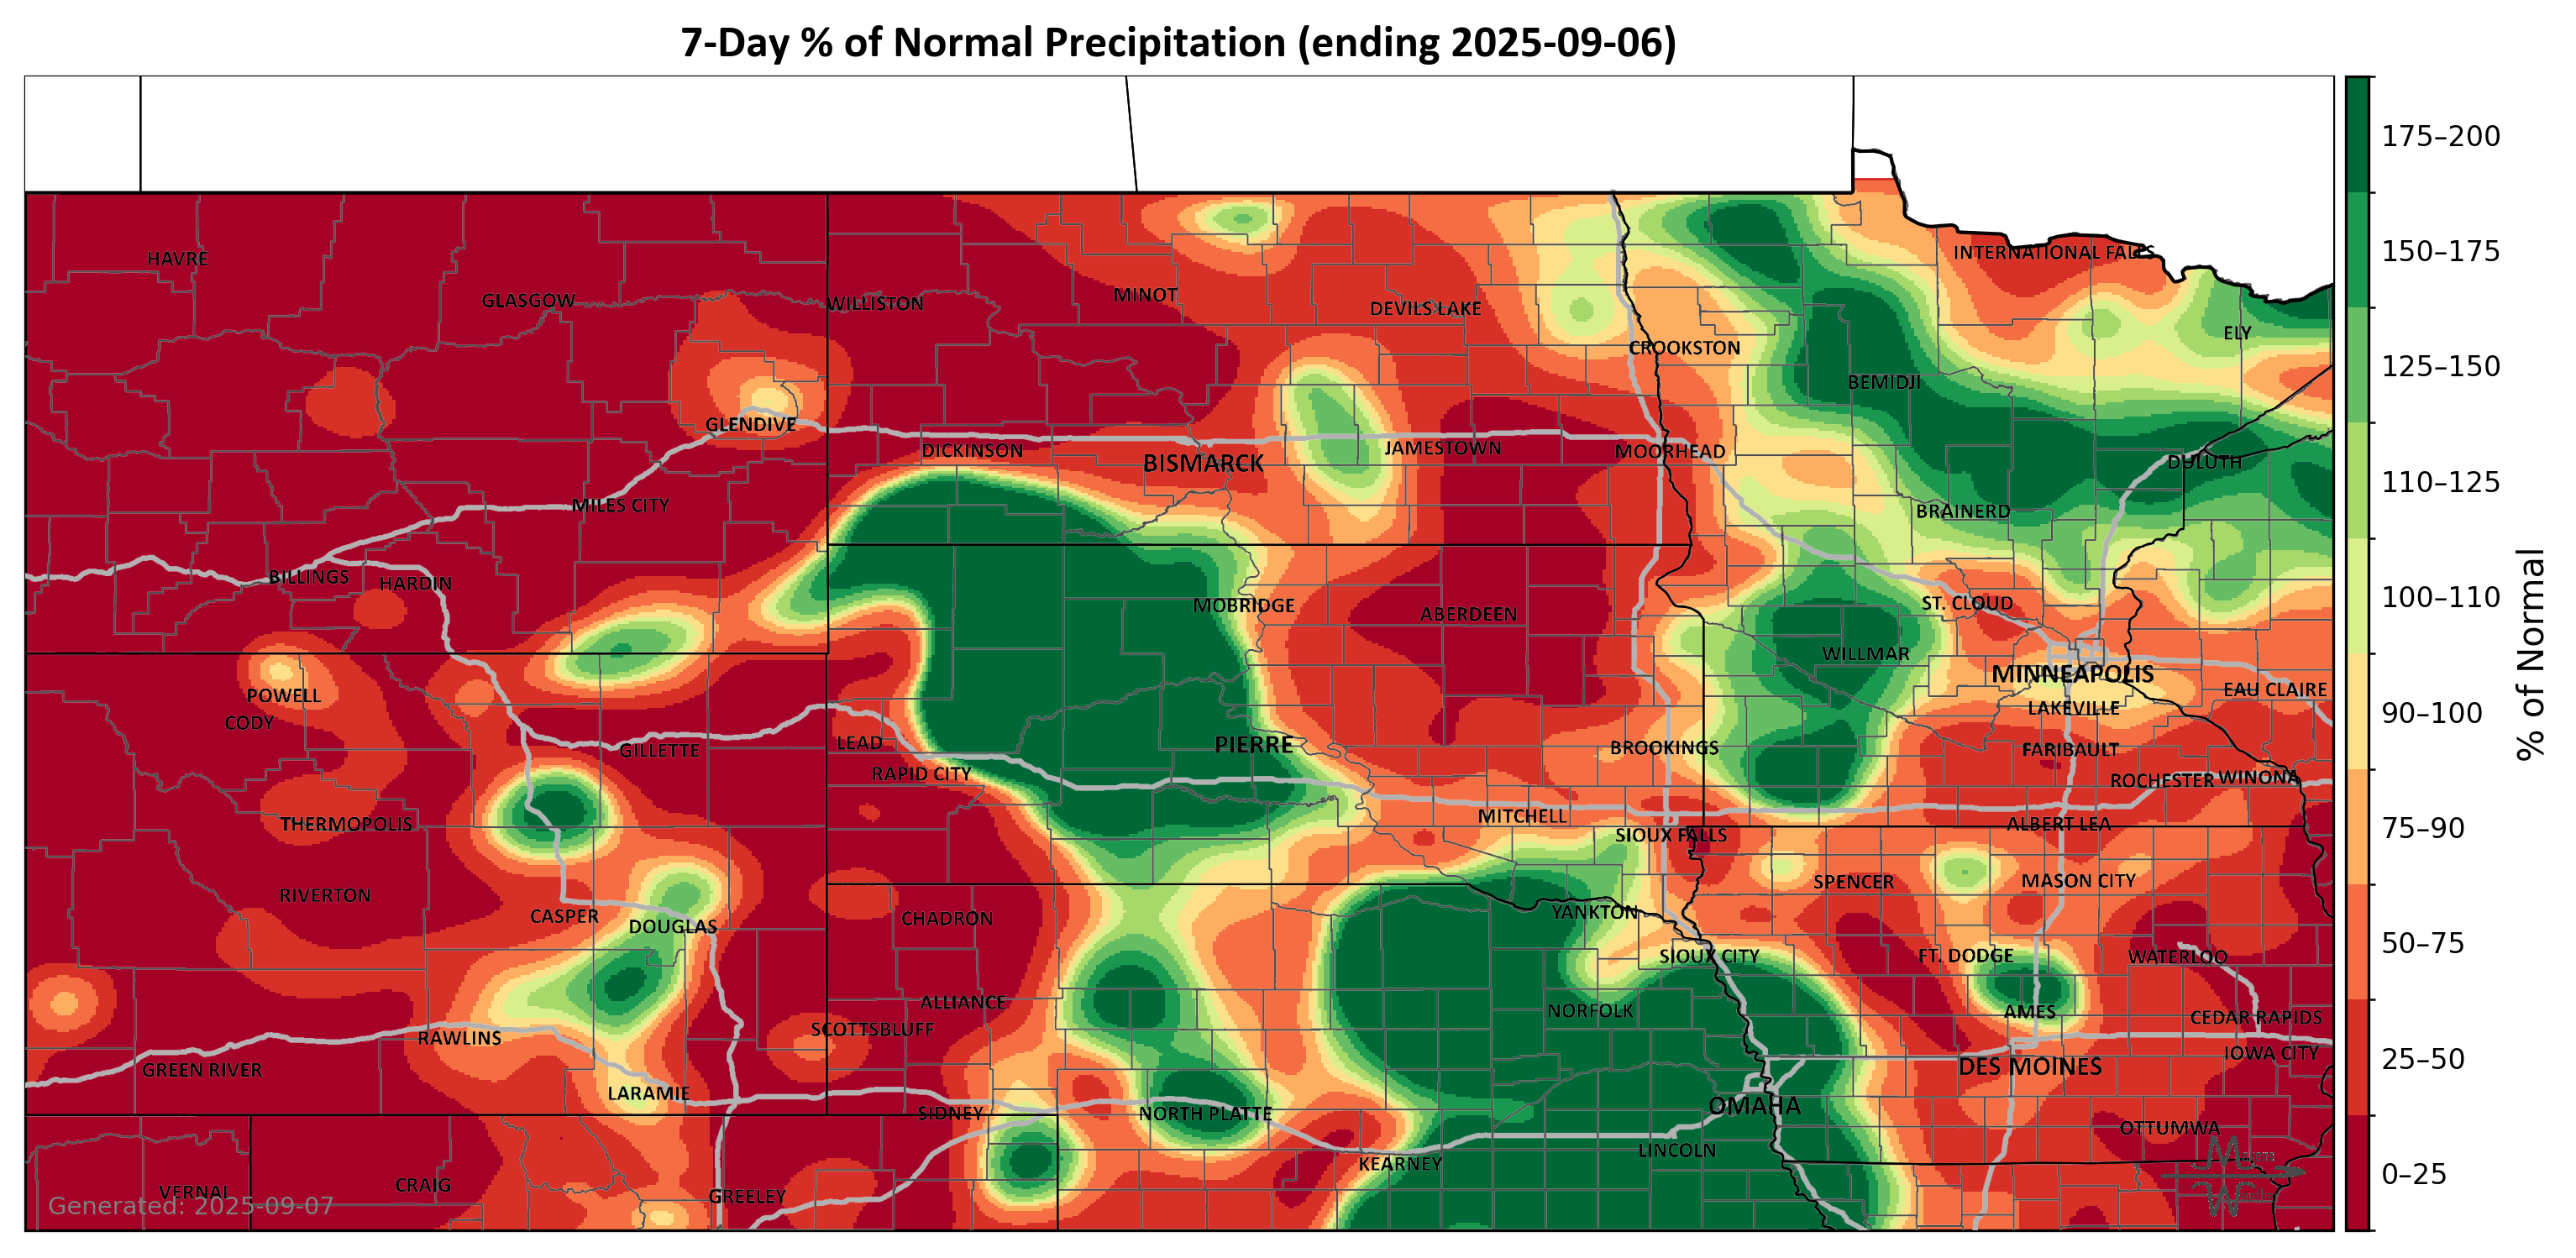 7-Day % of Normal Precipitation (ending 2025-09-06)
175–200
150–175
125–150
110–125
100–110
90–100
75–90
50–75
25–50
0–25
% of Normal
HAVRE
GLASGOW
WILLISTON
MINOT
DEVILS LAKE
INTERNATIONAL FALLS
ELY
CROOKSTON
BEMIDJI
GLENDIVE
DICKINSON
BISMARCK
JAMESTOWN
MOORHEAD
DULUTH
MILES CITY
BRAINERD
BILLINGS
HARDIN
MOBRIDGE
ABERDEEN
ST. CLOUD
WILLMAR
MINNEAPOLIS
EAU CLAIRE
POWELL
CODY
LAKEVILLE
GILLETTE
LEAD
PIERRE
BROOKINGS
FARIBAULT
RAPID CITY
ROCHESTER
WINONA
THERMOPOLIS
MITCHELL
SIOUX FALLS
ALBERT LEA
RIVERTON
SPENCER
MASON CITY
CASPER
DOUGLAS
CHADRON
YANKTON
SIOUX CITY
FT. DODGE
WATERLOO
ALLIANCE
NORFOLK
AMES
CEDAR RAPIDS
SCOTTSBLUFF
RAWLINS
IOWA CITY
GREEN RIVER
DES MOINES
LARAMIE
SIDNEY
NORTH PLATTE
OMAHA
OTTUMWA
LINCOLN
KEARNEY
VERNAL
CRAIG
GREELEY
Generated: 2025-09-07